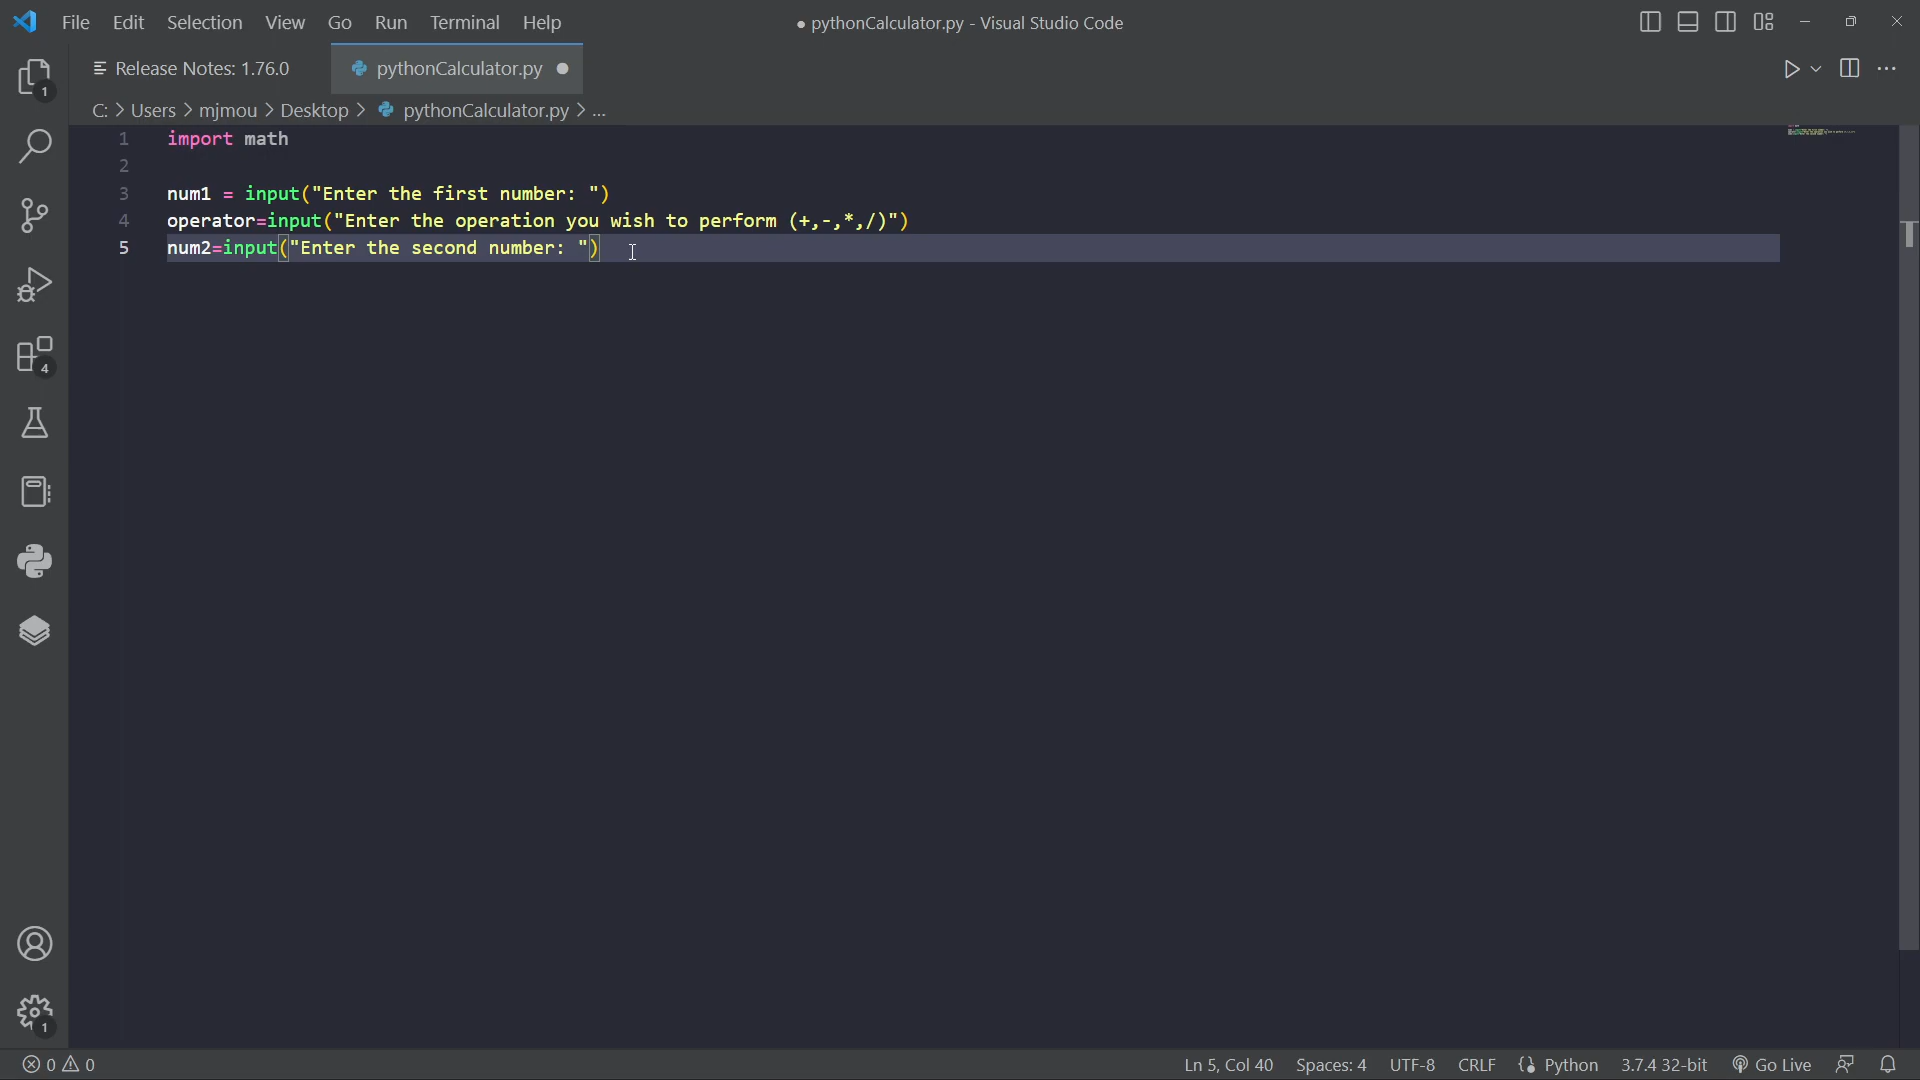 File Edit Selection View Go Run Terminal Help
● pythonCalculator.py - Visual Studio Code
Release Notes: 1.76.0
pythonCalculator.py ●
C: > Users > mjmou > Desktop > pythonCalculator.py > ...
1 import math
2
3 num1 = input("Enter the first number: ")
4 operator=input("Enter the operation you wish to perform (+,-,*,/)")
5 num2=input("Enter the second number: ")
1
4
1
0 0
Ln 5, Col 40 Spaces: 4 UTF-8 CRLF Python 3.7.4 32-bit Go Live